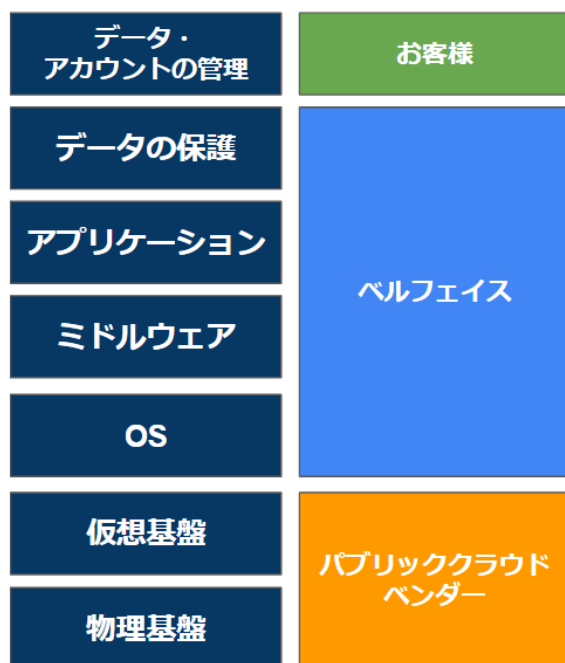 データ・
アカウントの管理
お客様
データの保護
アプリケーション
ベルフェイス
ミドルウェア
OS
仮想基盤
パブリッククラウド
ベンダー
物理基盤